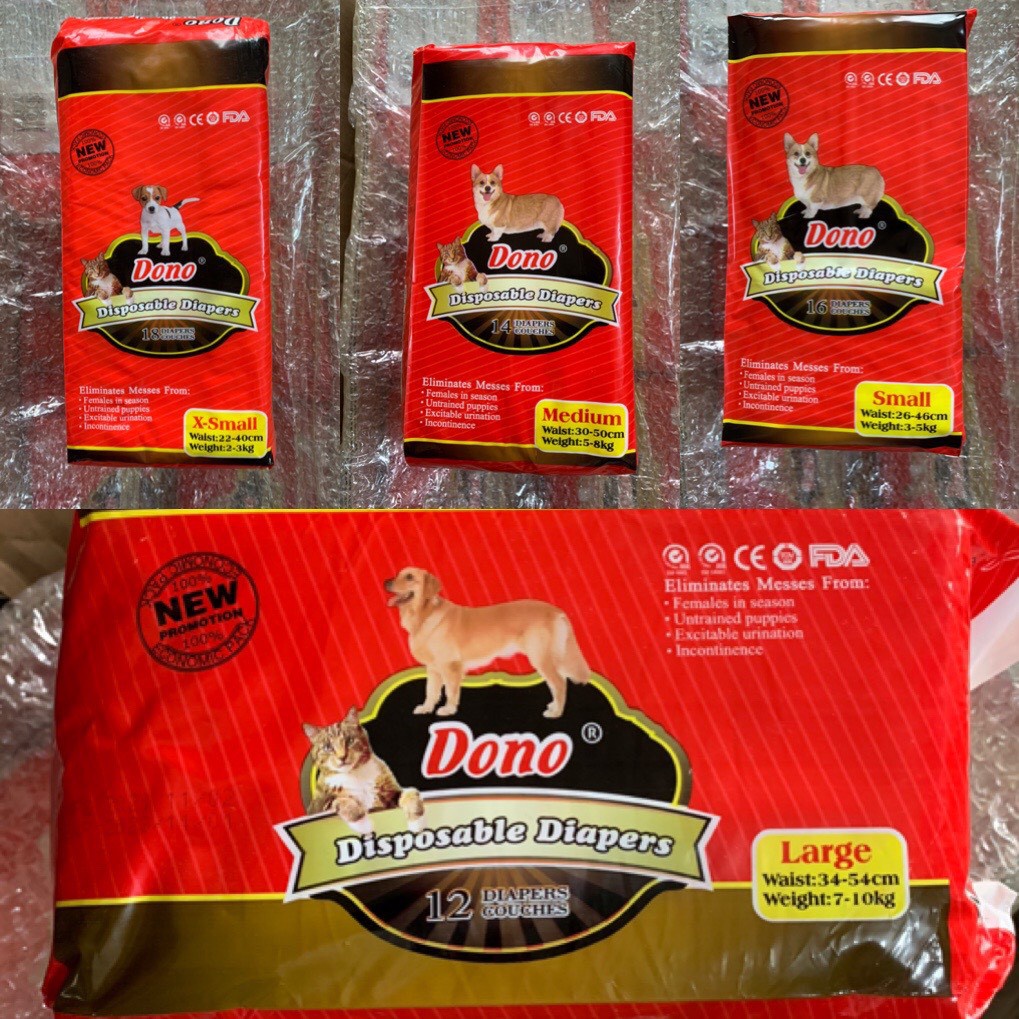 Dono
FDA
NEW
PROMOTION
Dono®
Disposable Diapers
18 DIAPERS
COUCHES
Eliminates Messes From:
· Females in season
· Untrained puppies
· Excitable urination
· Incontinence
X-Small
Waist:22-40cm
Weight:2-3kg
CE FDA
NEW
PROMOTION
Dono®
Disposable Diapers
14 DIAPERS
COUCHES
Eliminates Messes From:
· Females in season
· Untrained puppies
· Excitable urination
· Incontinence
Medium
Waist:30-50cm
Weight:5-8kg
CE FDA
NEW
PROMOTION
Dono®
Disposable Diapers
16 DIAPERS
COUCHES
Eliminates Messes From:
· Females in season
· Untrained puppies
· Excitable urination
· Incontinence
Small
Waist:26-46cm
Weight:3-5kg
ECONOMIC PACK
100%
NEW
PROMOTION
100%
ECONOMIC PACK
CE FDA
Eliminates Messes From:
· Females in season
· Untrained puppies
· Excitable urination
· Incontinence
Dono®
Disposable Diapers
12 DIAPERS
COUCHES
Large
Waist:34-54cm
Weight:7-10kg